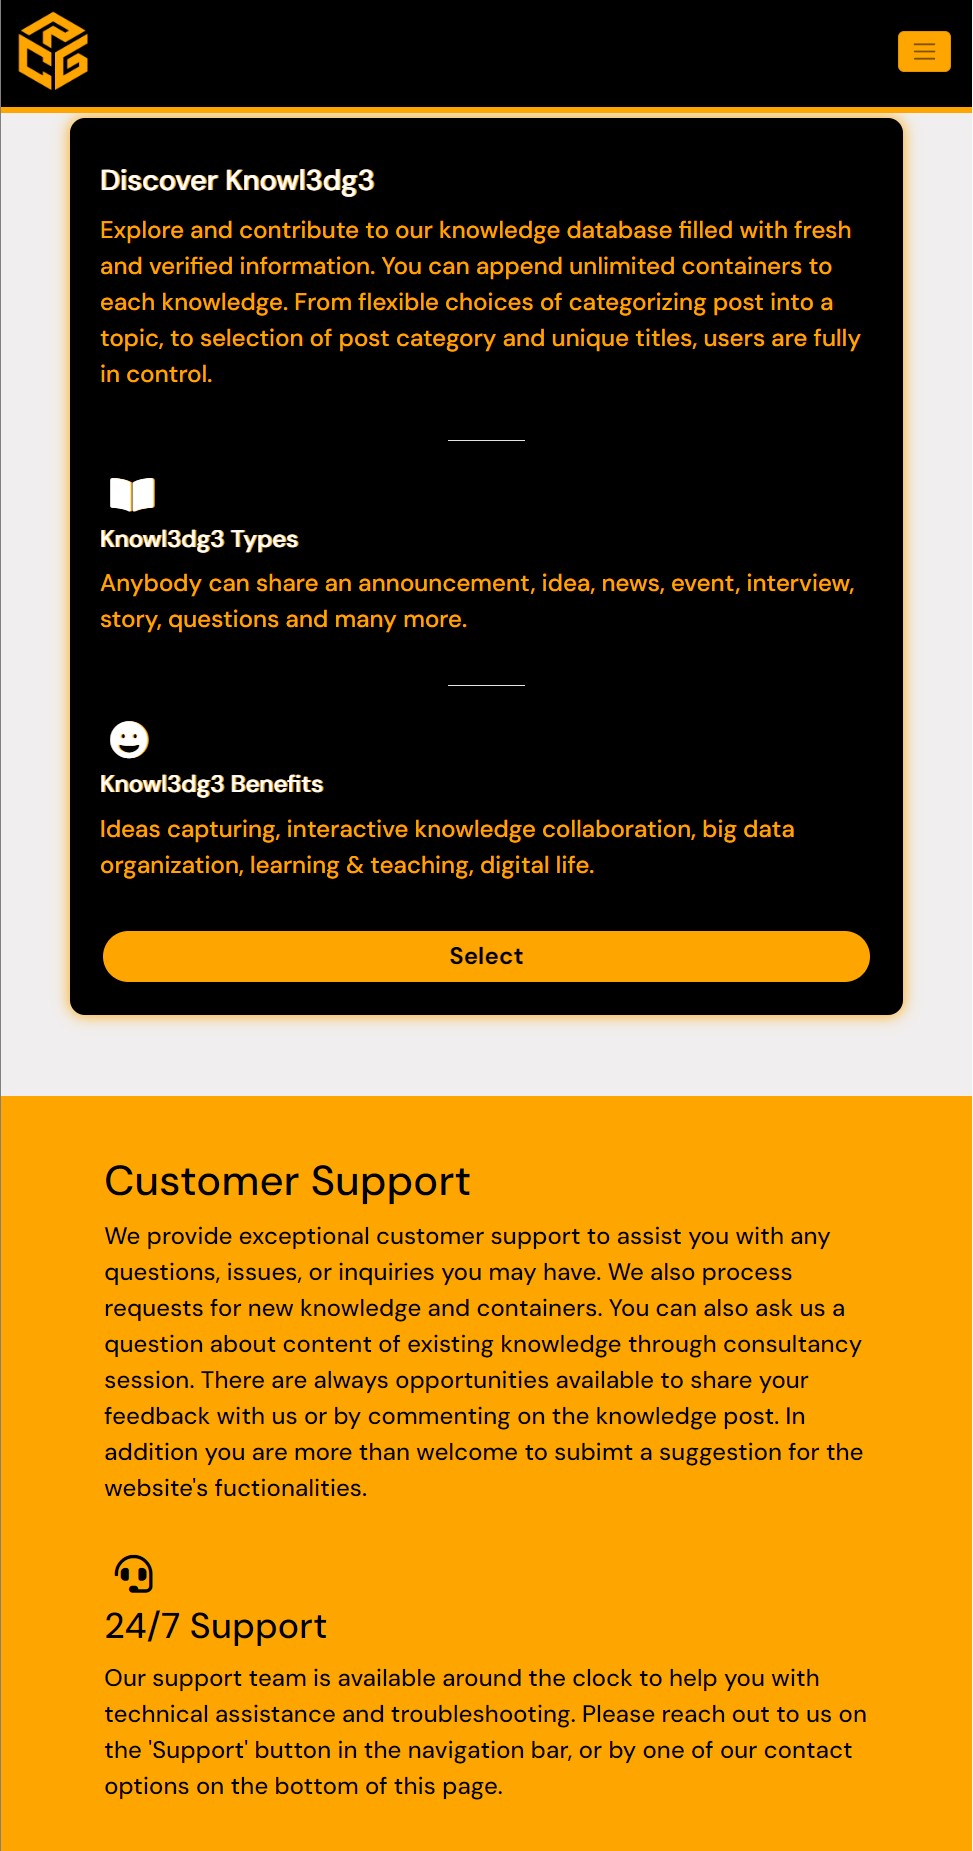 Discover Knowl3dg3
Explore and contribute to our knowledge database filled with fresh
and verified information. You can append unlimited containers to
each knowledge. From flexible choices of categorizing post into a
topic, to selection of post category and unique titles, users are fully
in control.
Knowl3dg3 Types
Anybody can share an announcement, idea, news, event, interview,
story, questions and many more.
Knowl3dg3 Benefits
Ideas capturing, interactive knowledge collaboration, big data
organization, learning & teaching, digital life.
Select
Customer Support
We provide exceptional customer support to assist you with any
questions, issues, or inquiries you may have. We also process
requests for new knowledge and containers. You can also ask us a
question about content of existing knowledge through consultancy
session. There are always opportunities available to share your
feedback with us or by commenting on the knowledge post. In
addition you are more than welcome to subimt a suggestion for the
website's fuctionalities.
24/7 Support
Our support team is available around the clock to help you with
technical assistance and troubleshooting. Please reach out to us on
the 'Support' button in the navigation bar, or by one of our contact
options on the bottom of this page.